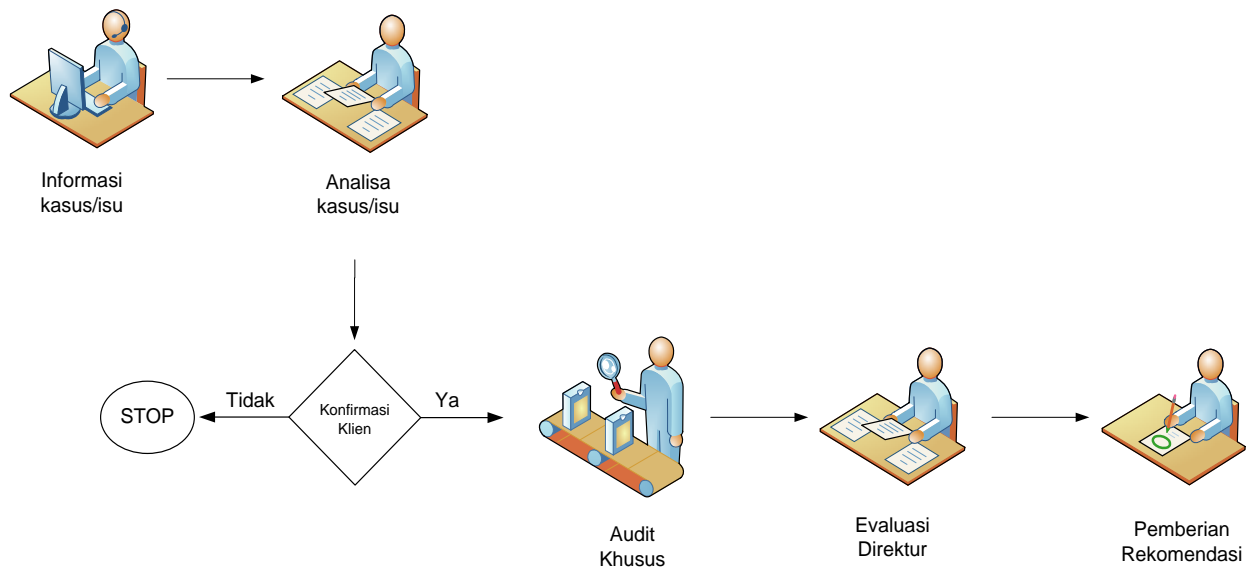 Informasi
kasus/isu
Analisa
kasus/isu
STOP
Tidak
Konfirmasi
Klien
Ya
Audit
Khusus
Evaluasi
Direktur
Pemberian
Rekomendasi